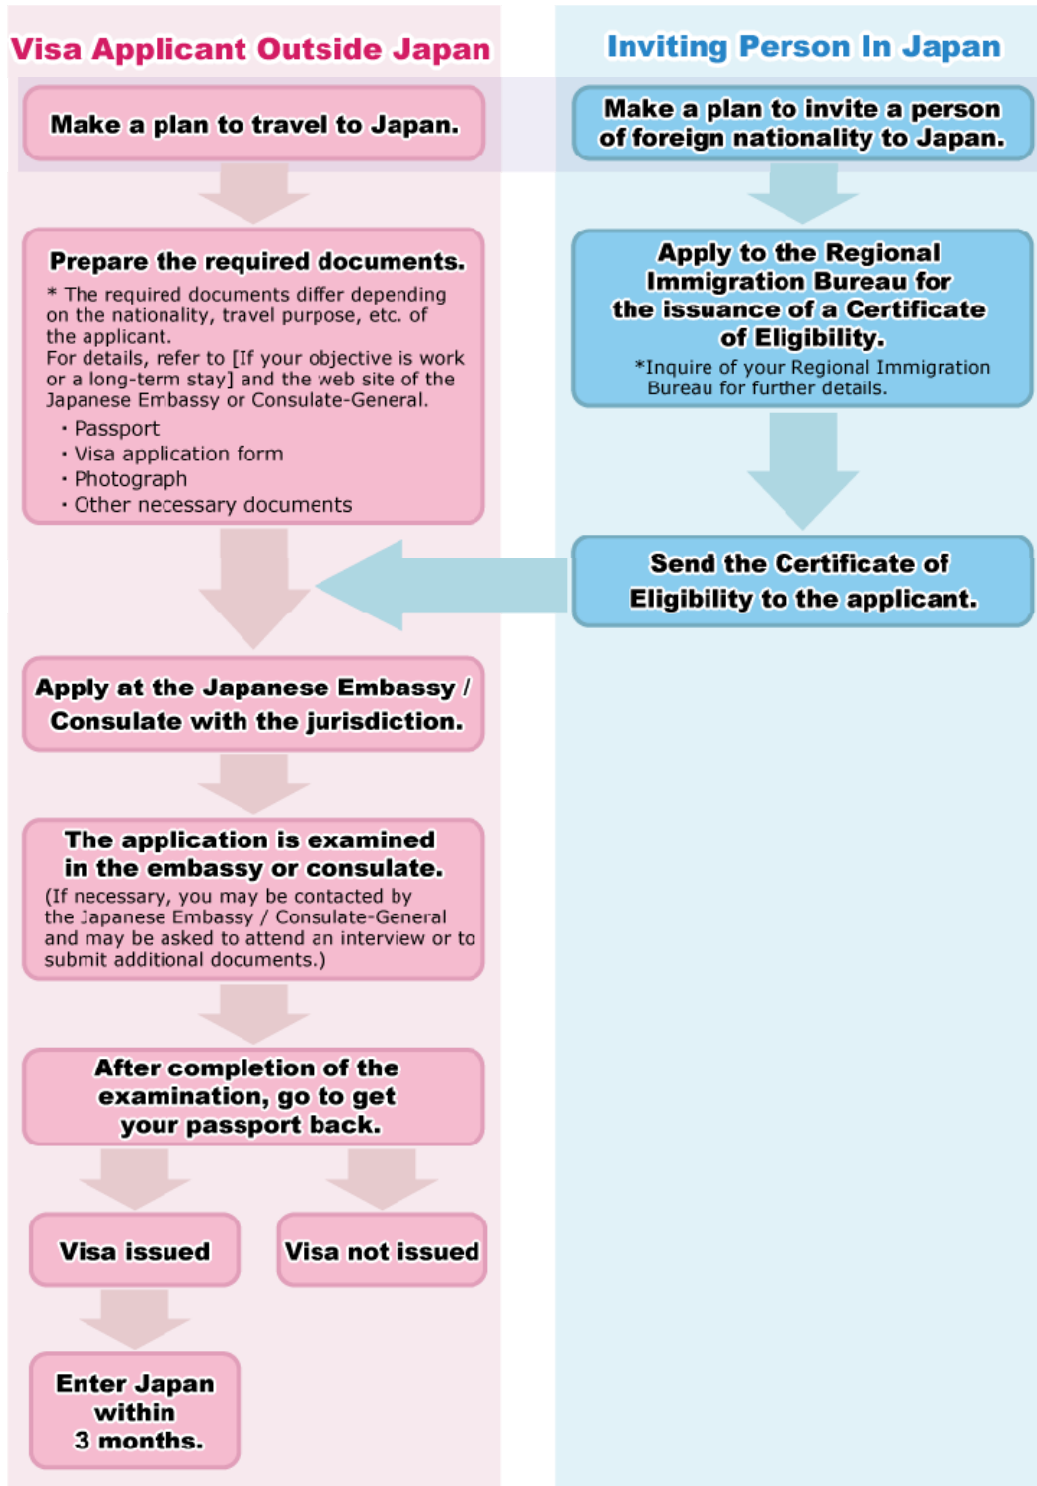 Visa Applicant Outside Japan
Make a plan to travel to Japan.
Prepare the required documents.
* The required documents differ depending
on the nationality, travel purpose, etc. of
the applicant.
For details, refer to [If your objective is work
or a long-term stay] and the web site of the
Japanese Embassy or Consulate-General.
・Passport
・Visa application form
・Photograph
・Other necessary documents
Apply at the Japanese Embassy /
Consulate with the jurisdiction.
The application is examined
in the embassy or consulate.
(If necessary, you may be contacted by
the Japanese Embassy / Consulate-General
and may be asked to attend an interview or to
submit additional documents.)
After completion of the
examination, go to get
your passport back.
Visa issued
Visa not issued
Enter Japan
within
3 months.
Inviting Person In Japan
Make a plan to invite a person
of foreign nationality to Japan.
Apply to the Regional
Immigration Bureau for
the issuance of a Certificate
of Eligibility.
*Inquire of your Regional Immigration
Bureau for further details.
Send the Certificate of
Eligibility to the applicant.